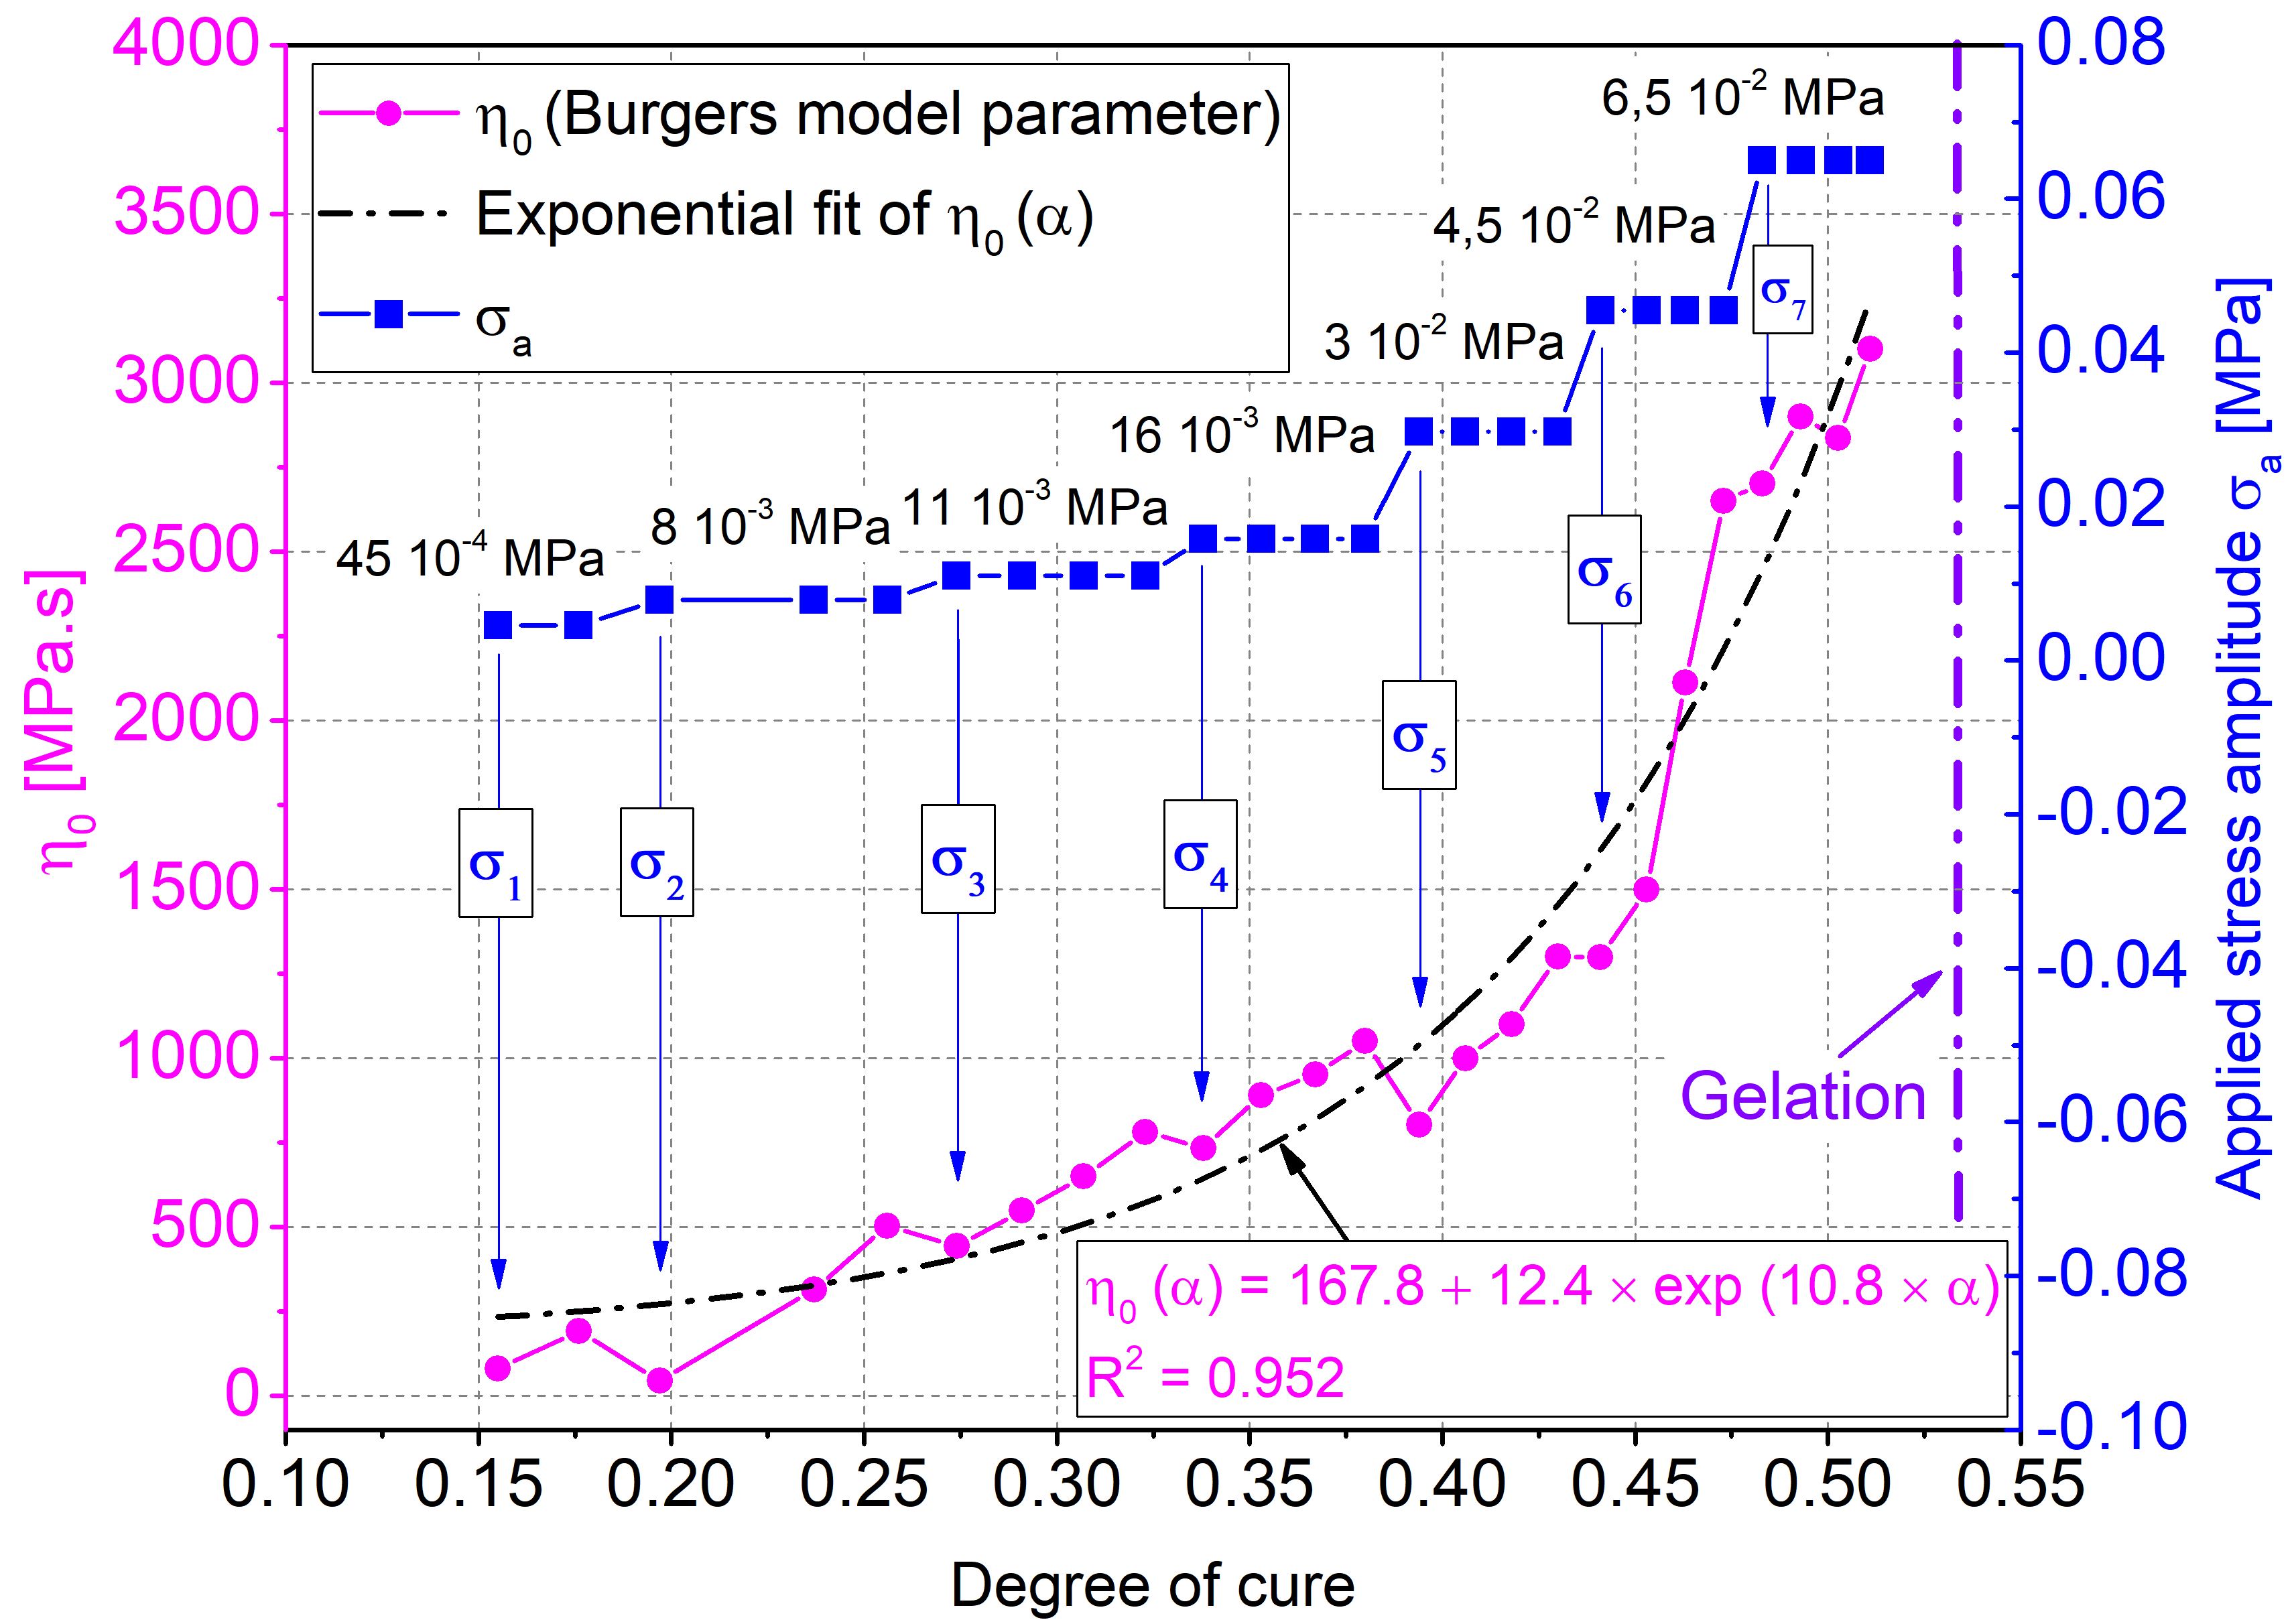 η0 (Burgers model parameter)
Exponential fit of η0 (α)
σa
4000
3500
3000
2500
2000
1500
1000
500
0
η0 [MPa.s]
0.08
0.06
0.04
0.02
0.00
-0.02
-0.04
-0.06
-0.08
-0.10
Applied stress amplitude σa [MPa]
6,5 10-2 MPa
4,5 10-2 MPa
3 10-2 MPa
16 10-3 MPa
11 10-3 MPa
8 10-3 MPa
45 10-4 MPa
σ1
σ2
σ3
σ4
σ5
σ6
σ7
Gelation
η0 (α) = 167.8 + 12.4 × exp (10.8 × α)
R2 = 0.952
0.10 0.15 0.20 0.25 0.30 0.35 0.40 0.45 0.50 0.55
Degree of cure